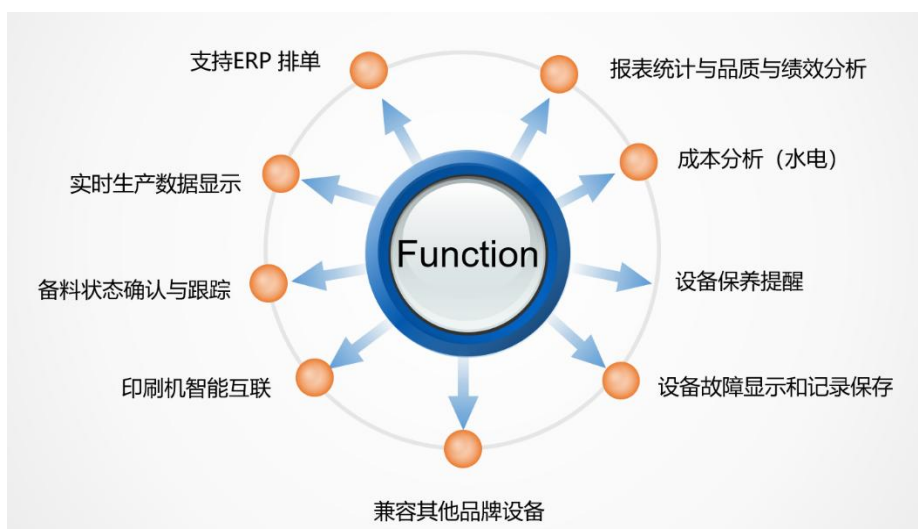 支持ERP 排单
报表统计与品质与绩效分析
成本分析（水电）
实时生产数据显示
Function
备料状态确认与跟踪
设备保养提醒
印刷机智能互联
设备故障显示和记录保存
兼容其他品牌设备